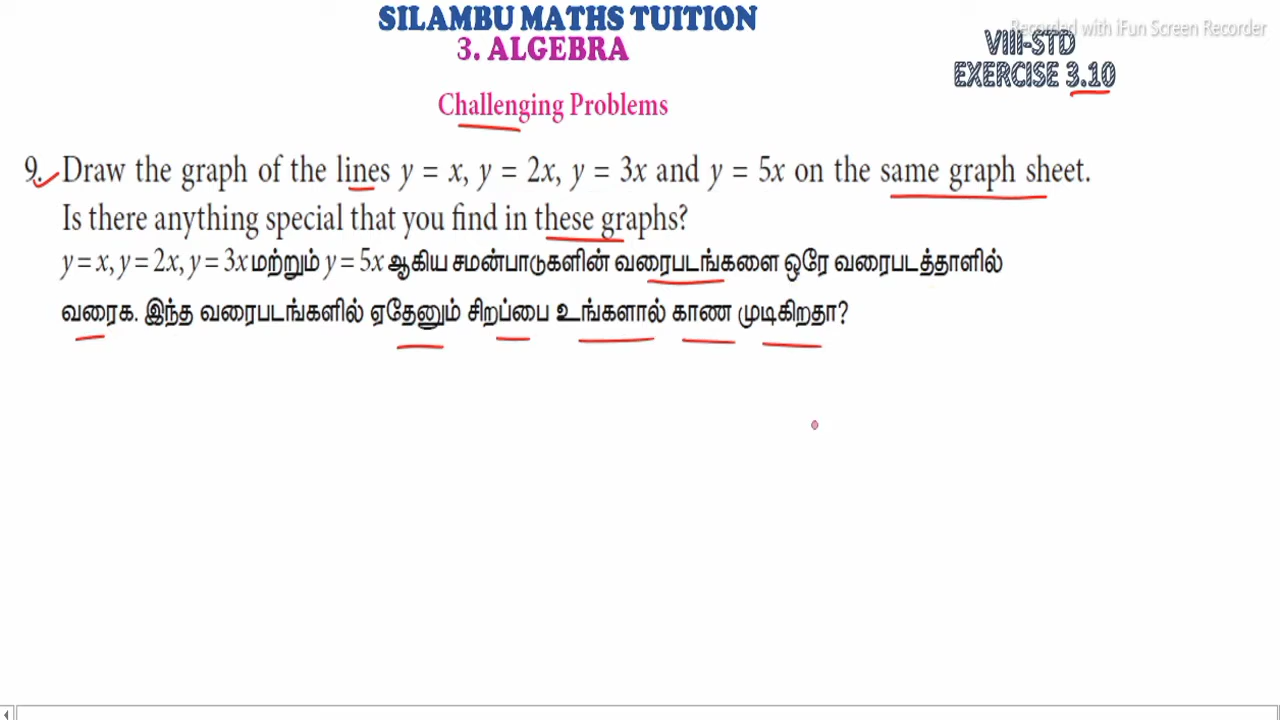 SILAMBU MATHS TUITION
3. ALGEBRA
Recorded with iFun Screen Recorder
VIII-STD
EXERCISE 3.10
Challenging Problems
9. Draw the graph of the lines y = x, y = 2x, y = 3x and y = 5x on the same graph sheet.
Is there anything special that you find in these graphs?
y = x, y = 2x, y = 3x மற்றும் y = 5x ஆகிய சமன்பாடுகளின் வரைபடங்களை ஒரே வரைபடத்தாளில்
வரைக. இந்த வரைபடங்களில் ஏதேனும் சிறப்பை உங்களால் காண முடிகிறதா?